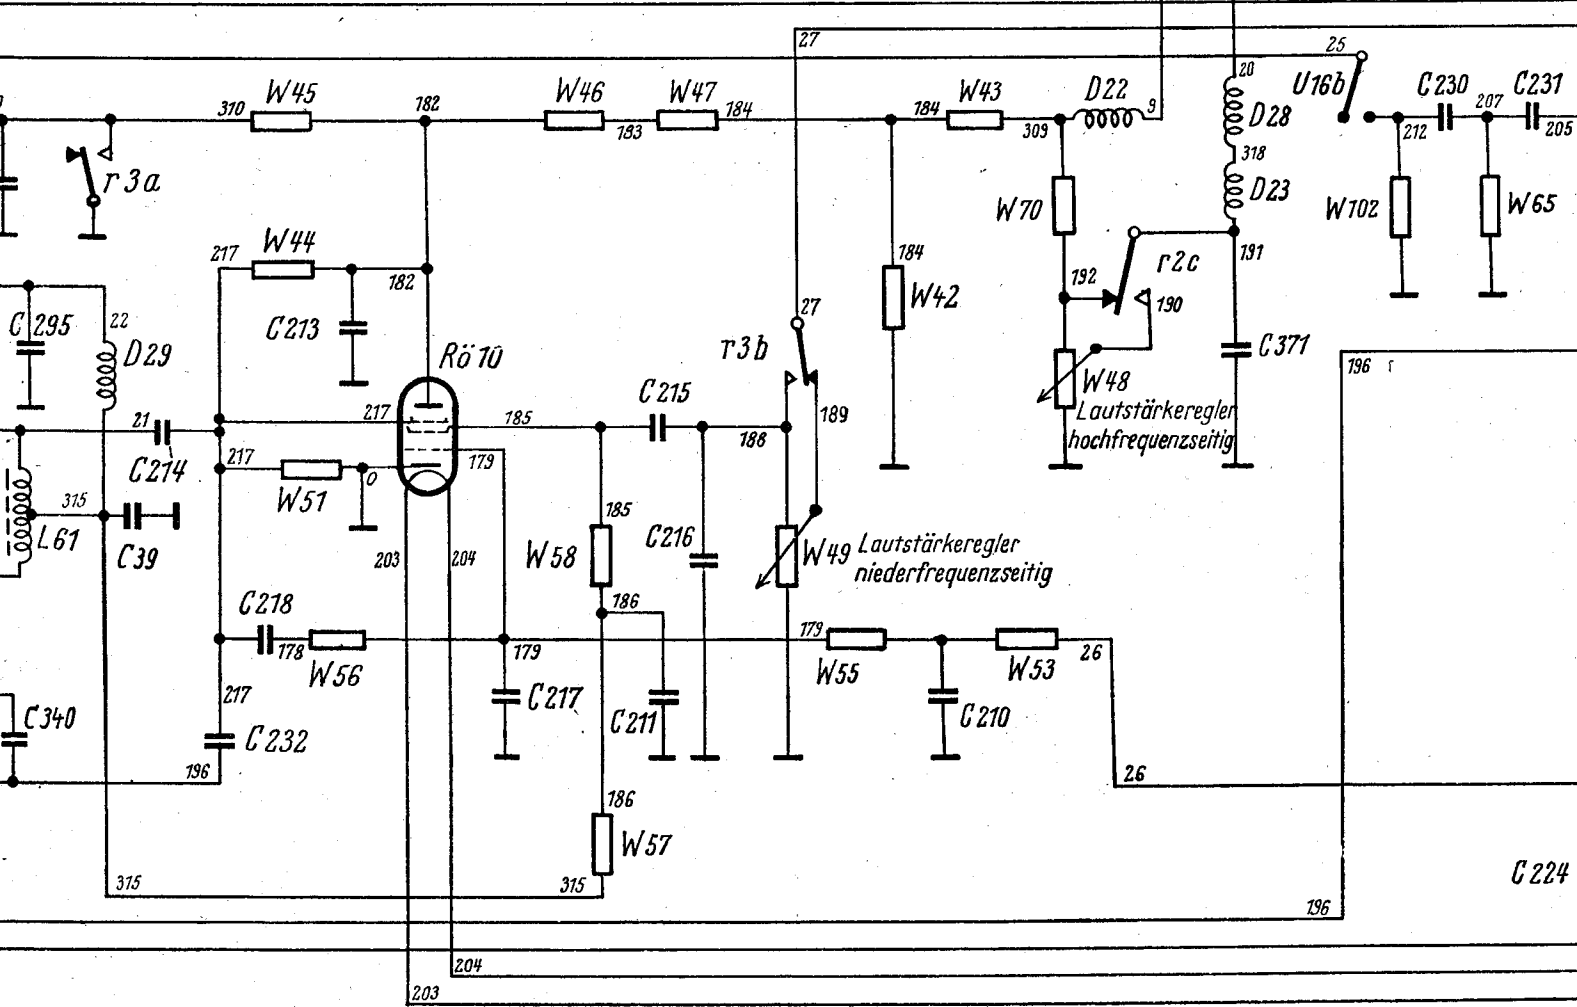 27
25
310
W45
182
W46
183
W47
184
184
W43
309
D22
9
20
U16b
C230
207
C231
212
205
D28
318
D23
r3a
W70
W102
W65
217
W44
182
184
192
r2c
190
191
W42
C295
22
D29
C213
27
r3b
Rö10
W48
C371
196
Lautstärkeregler
hochfrequenzseitig
21
C214
217
185
C215
188
189
217
W51
0
179
315
L61
C39
203
204
185
W58
C216
W49
Lautstärkeregler
niederfrequenzseitig
186
C218
178
W56
179
179
W55
W53
26
217
C217
C211
C210
C340
C232
196
26
186
W57
315
315
C224
196
204
203